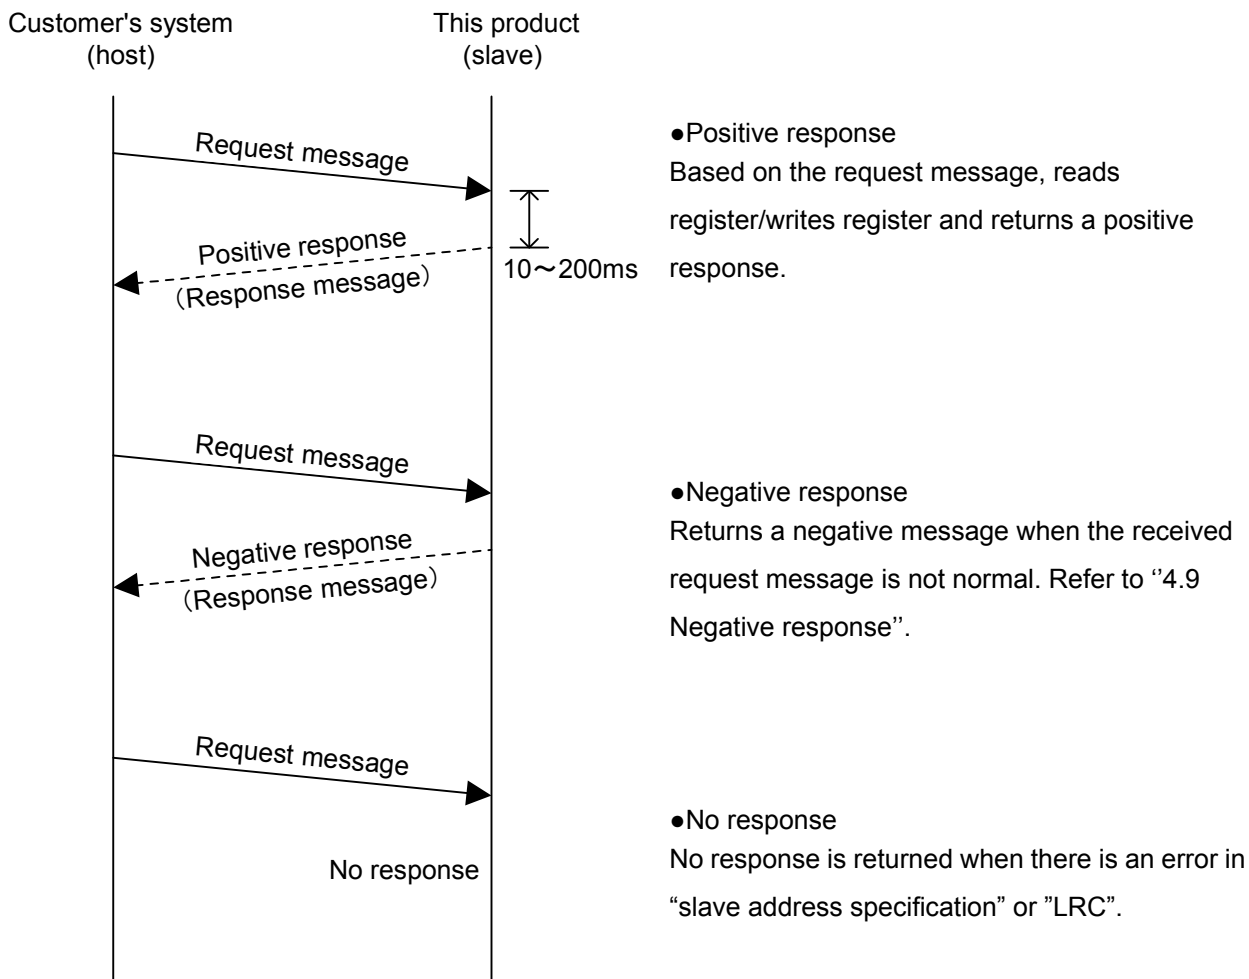 Customer's system
(host)
This product
(slave)
Request message
Positive response
（Response message）
10～200ms
●Positive response
Based on the request message, reads
register/writes register and returns a positive
response.
Request message
Negative response
（Response message）
●Negative response
Returns a negative message when the received
request message is not normal. Refer to ‘’4.9
Negative response’’.
Request message
No response
●No response
No response is returned when there is an error in
“slave address specification” or ”LRC”.